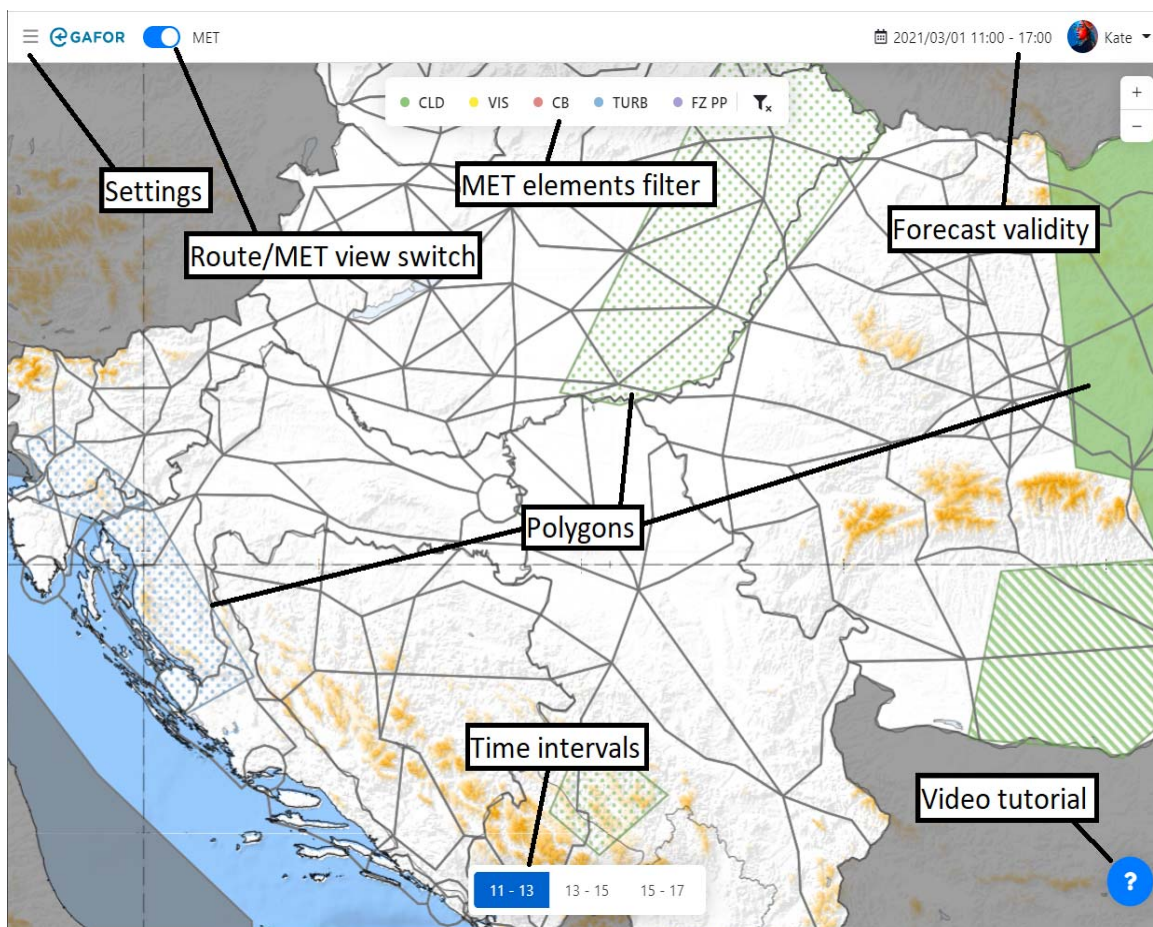 GAFOR
MET
2021/03/01 11:00 - 17:00
Kate
CLD
VIS
CB
TURB
FZ PP
+
−
Settings
MET elements filter
Forecast validity
Route/MET view switch
Polygons
Time intervals
Video tutorial
11 - 13
13 - 15
15 - 17
?